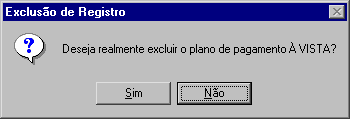 Exclusão de Registro
Deseja realmente excluir o plano de pagamento À VISTA?
Sim
Não